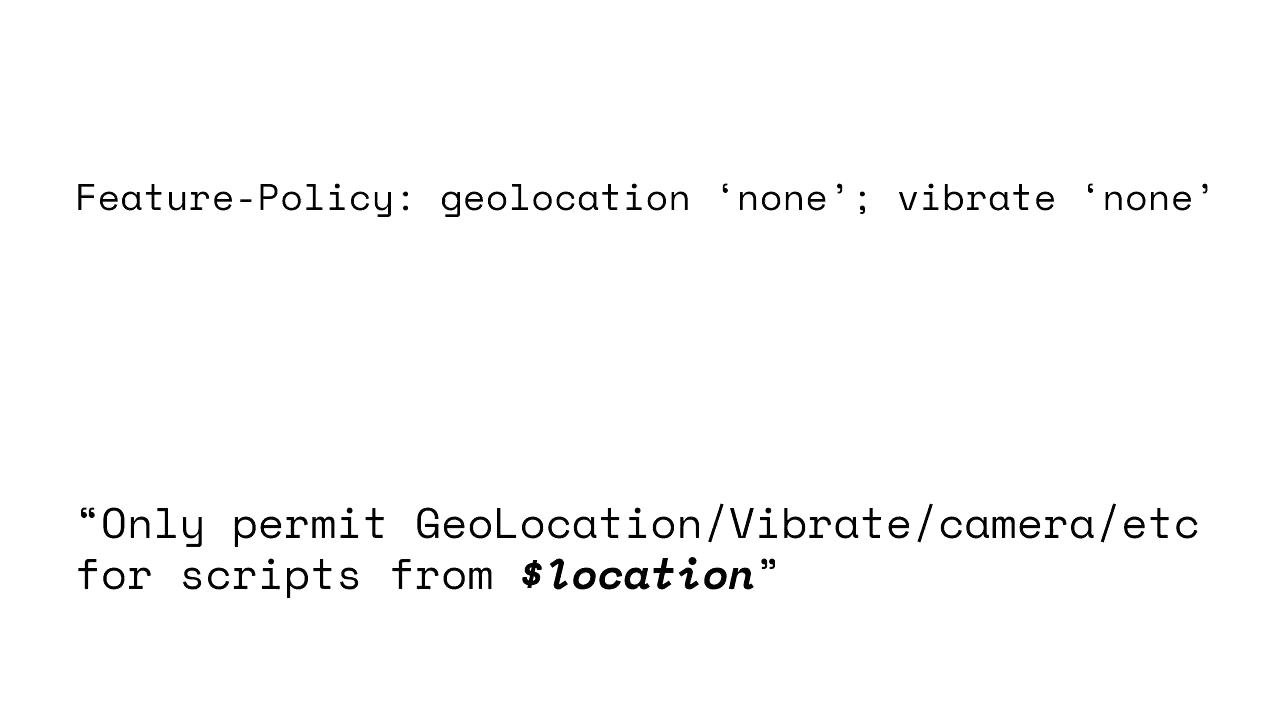 Feature-Policy: geolocation ‘none’; vibrate ‘none’
“Only permit GeoLocation/Vibrate/camera/etc
for scripts from $location”